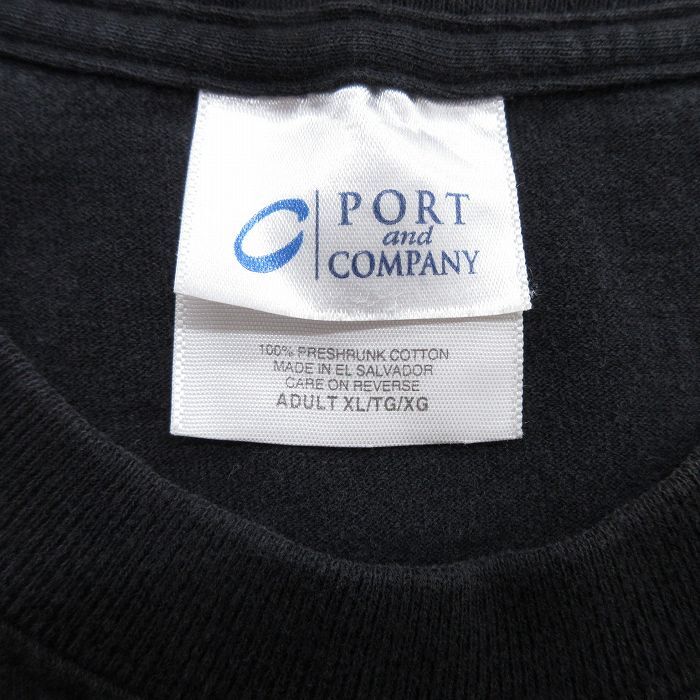 PORT
and
COMPANY
100% PRESHRUNK COTTON
MADE IN EL SALVADOR
CARE ON REVERSE
ADULT XL/TG/XG